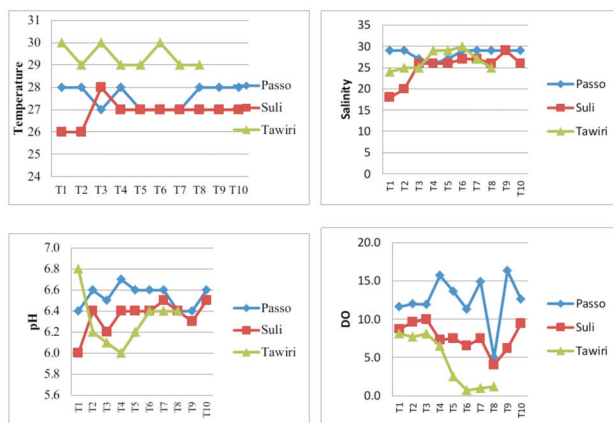 31
30
29
28
27
26
25
24
Temperature
T1 T2 T3 T4 T5 T6 T7 T8 T9 T10
Passo
Suli
Tawiri
35
30
25
20
15
10
5
0
Salinity
T1 T2 T3 T4 T5 T6 T7 T8 T9 T10
Passo
Suli
Tawiri
7.0
6.8
6.6
6.4
6.2
6.0
5.8
5.6
pH
T1 T2 T3 T4 T5 T6 T7 T8 T9 T10
Passo
Suli
Tawiri
20.0
15.0
10.0
5.0
0.0
DO
T1 T2 T3 T4 T5 T6 T7 T8 T9 T10
Passo
Suli
Tawiri